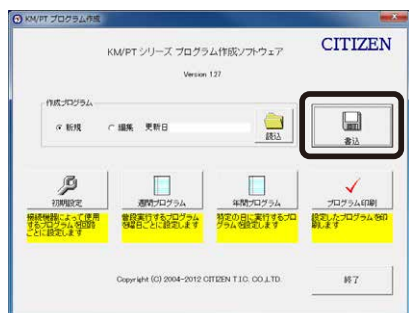 KM/PT プログラム作成
KM/PT シリーズ プログラム作成ソフトウェア
CITIZEN
Version 1.27
作成プログラム
新規
編集
更新日
読込
書込
初期設定
週間プログラム
年間プログラム
プログラム印刷
接続機器によって使用
するプログラムを回路
ごとに設定します
普段実行するプログラム
を曜日ごとに設定します
特定の日に実行するプロ
グラムを設定します
設定したプログラムを印
刷します
Copyright (C) 2004-2012 CITIZEN T.I.C. CO.,LTD.
終了